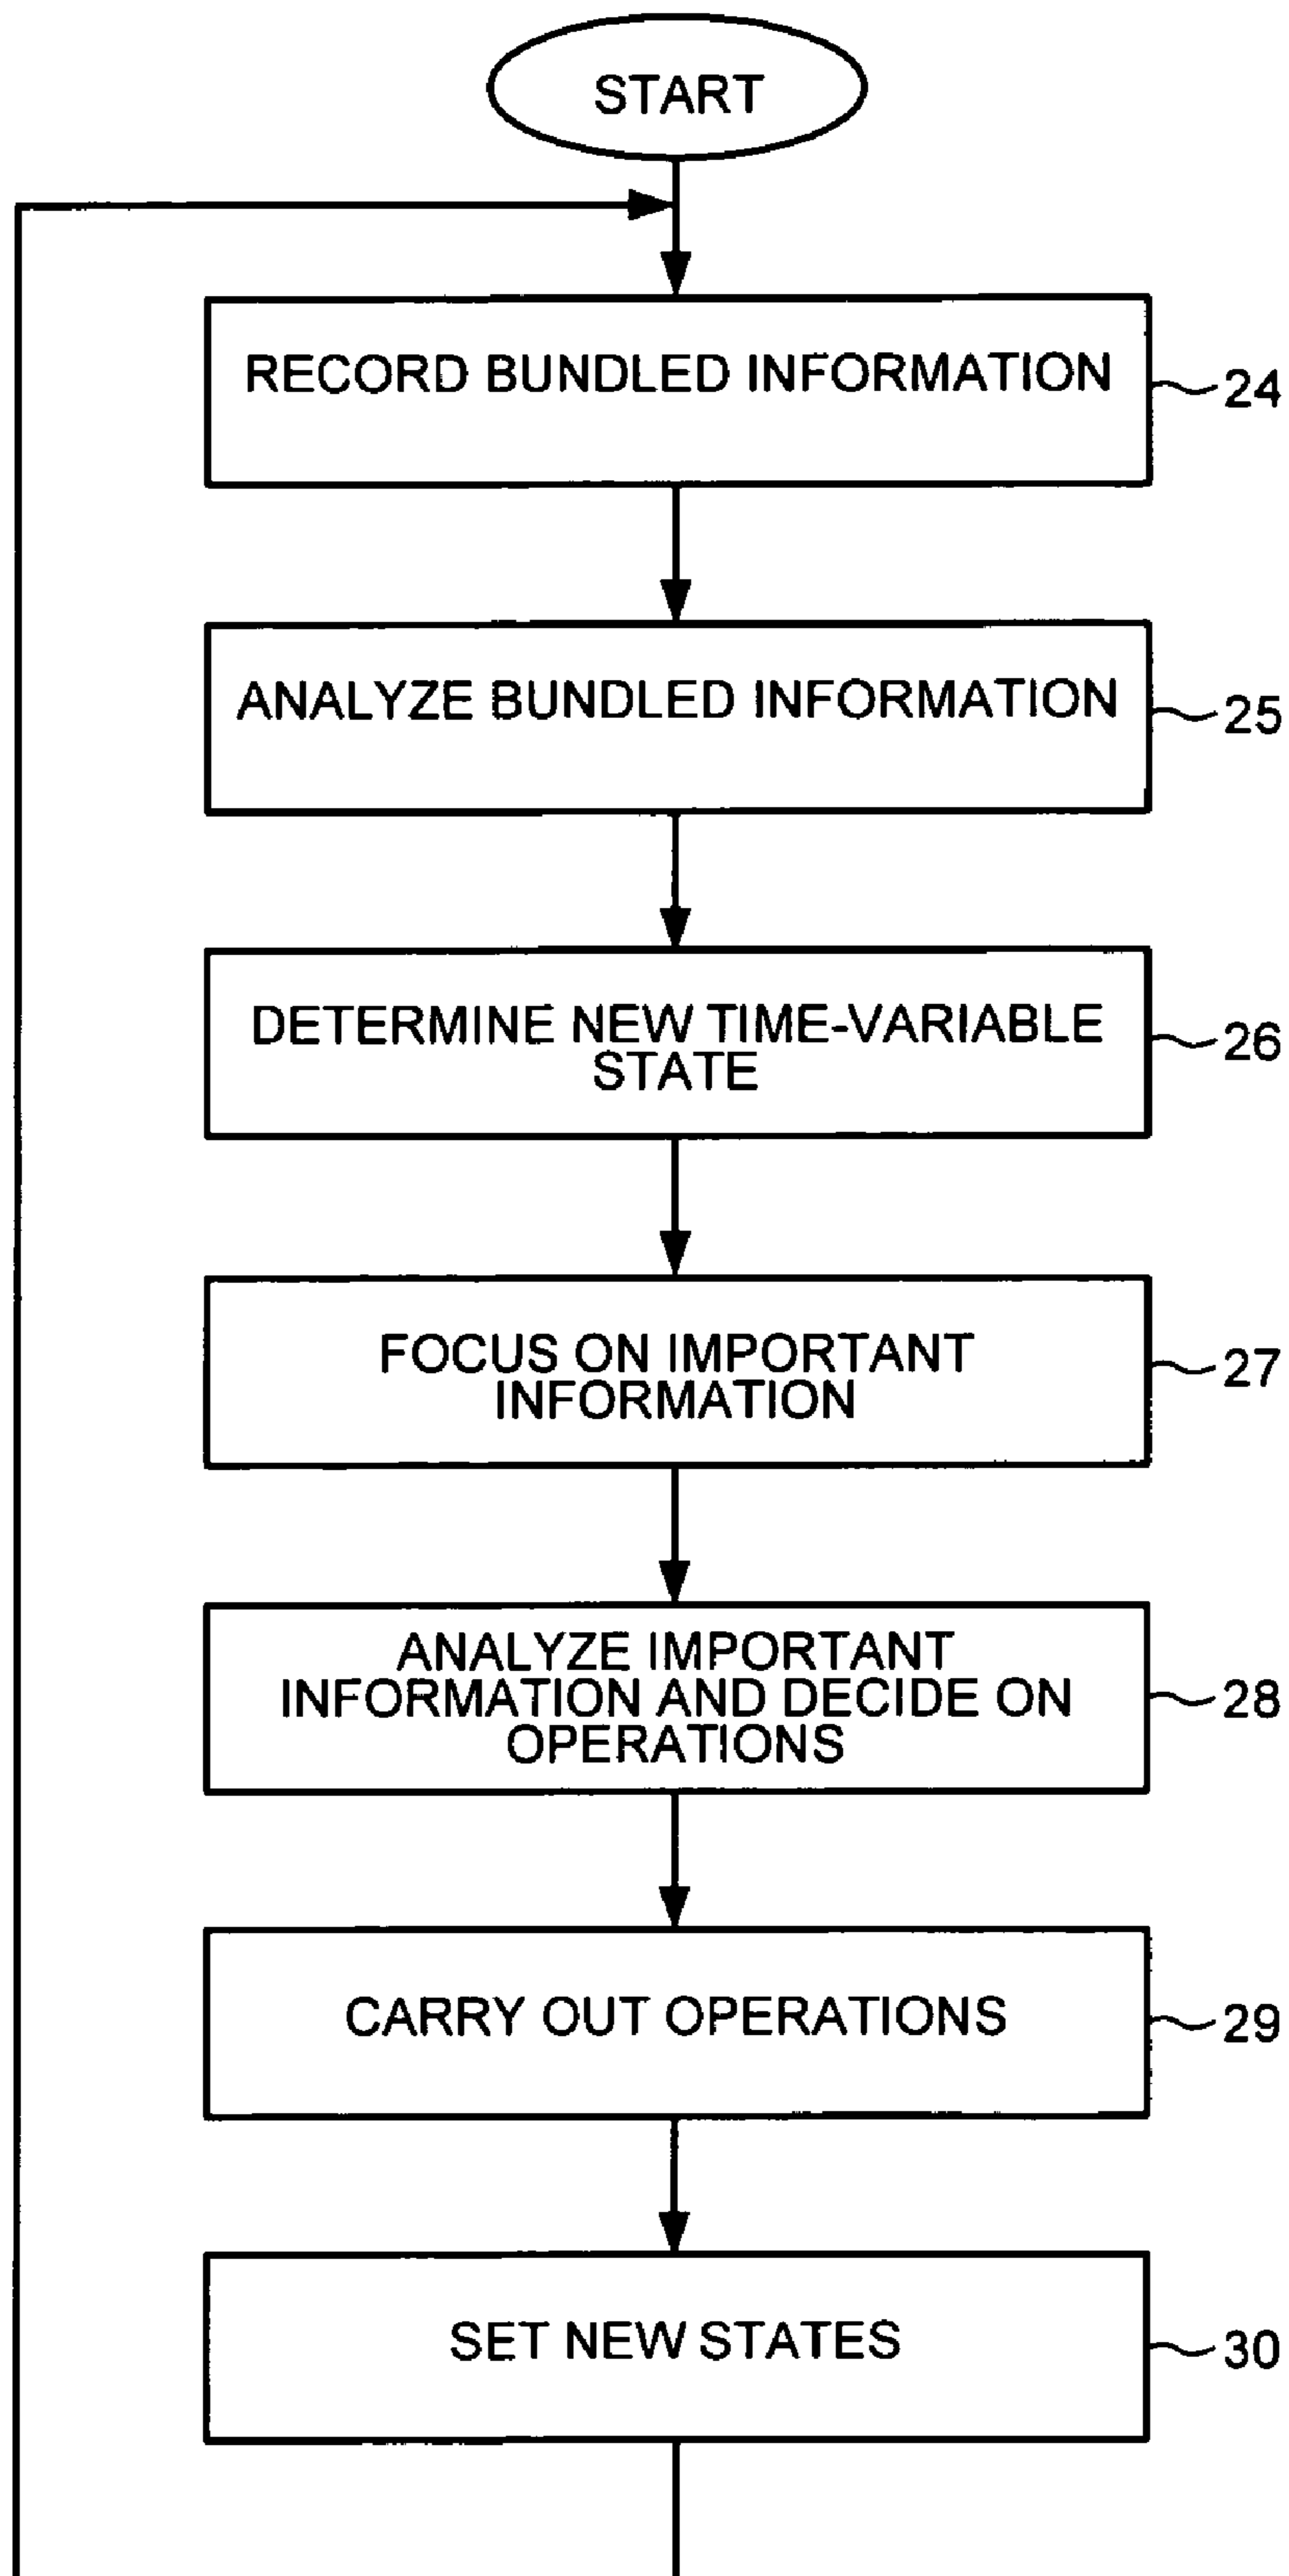 START
RECORD BUNDLED INFORMATION
24
ANALYZE BUNDLED INFORMATION
25
DETERMINE NEW TIME-VARIABLE
STATE
26
FOCUS ON IMPORTANT
INFORMATION
27
ANALYZE IMPORTANT
INFORMATION AND DECIDE ON
OPERATIONS
28
CARRY OUT OPERATIONS
29
SET NEW STATES
30